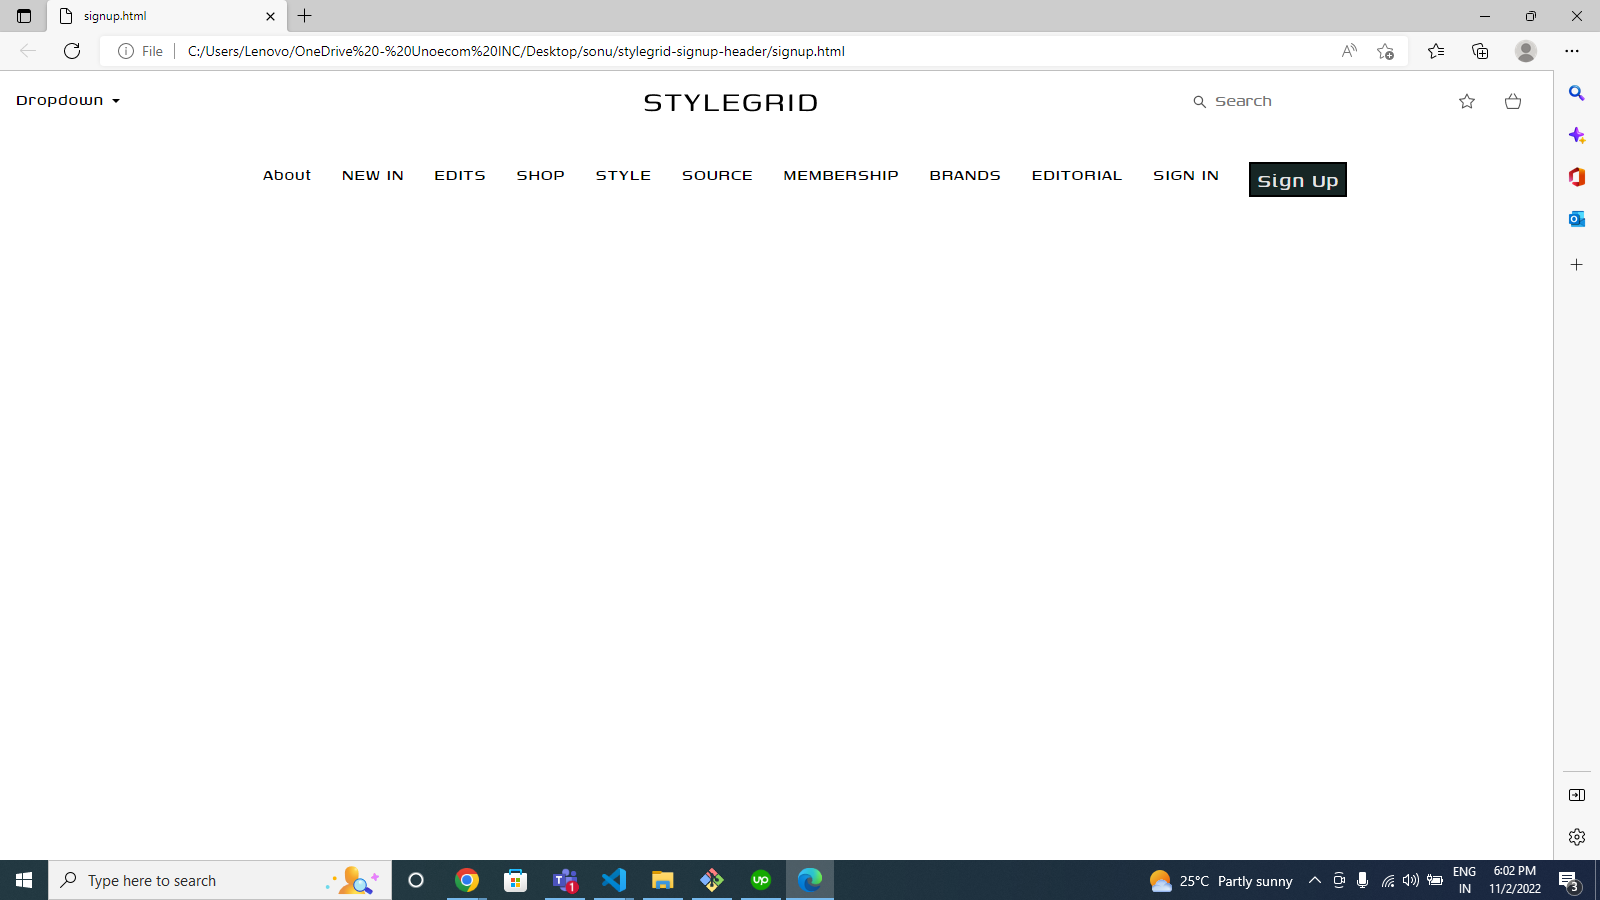 signup.html
File C:/Users/Lenovo/OneDrive%20-%20Unoecom%20INC/Desktop/sonu/stylegrid-signup-header/signup.html
Dropdown STYLEGRID Search
About NEW IN EDITS SHOP STYLE SOURCE MEMBERSHIP BRANDS EDITORIAL SIGN IN Sign Up
Type here to search
1
25°C Partly sunny
ENG
IN
6:02 PM
11/2/2022
3